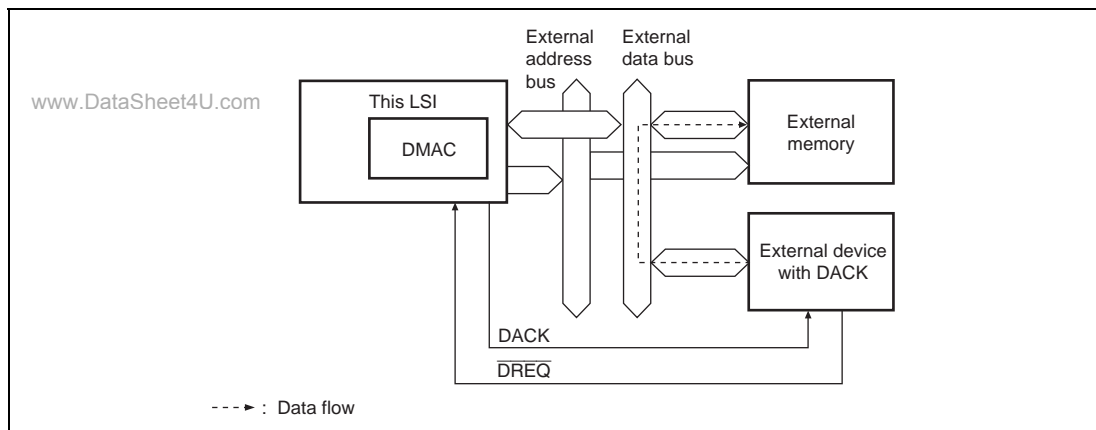 External
address
bus
External
data bus
www.DataSheet4U.com
This LSI
DMAC
External
memory
External device
with DACK
DACK
DREQ
: Data flow